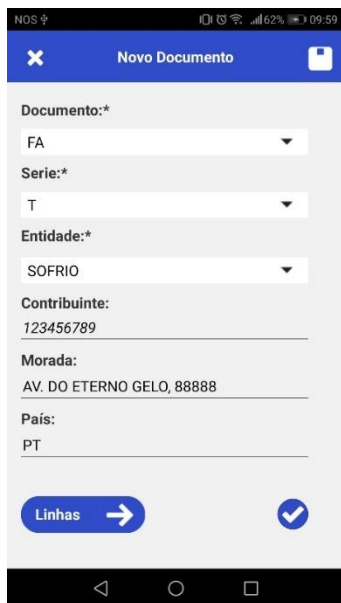 NOS 62% 09:59
Novo Documento
Documento:*
FA
Serie:*
T
Entidade:*
SOFRIO
Contribuinte:
123456789
Morada:
AV. DO ETERNO GELO, 88888
País:
PT
Linhas